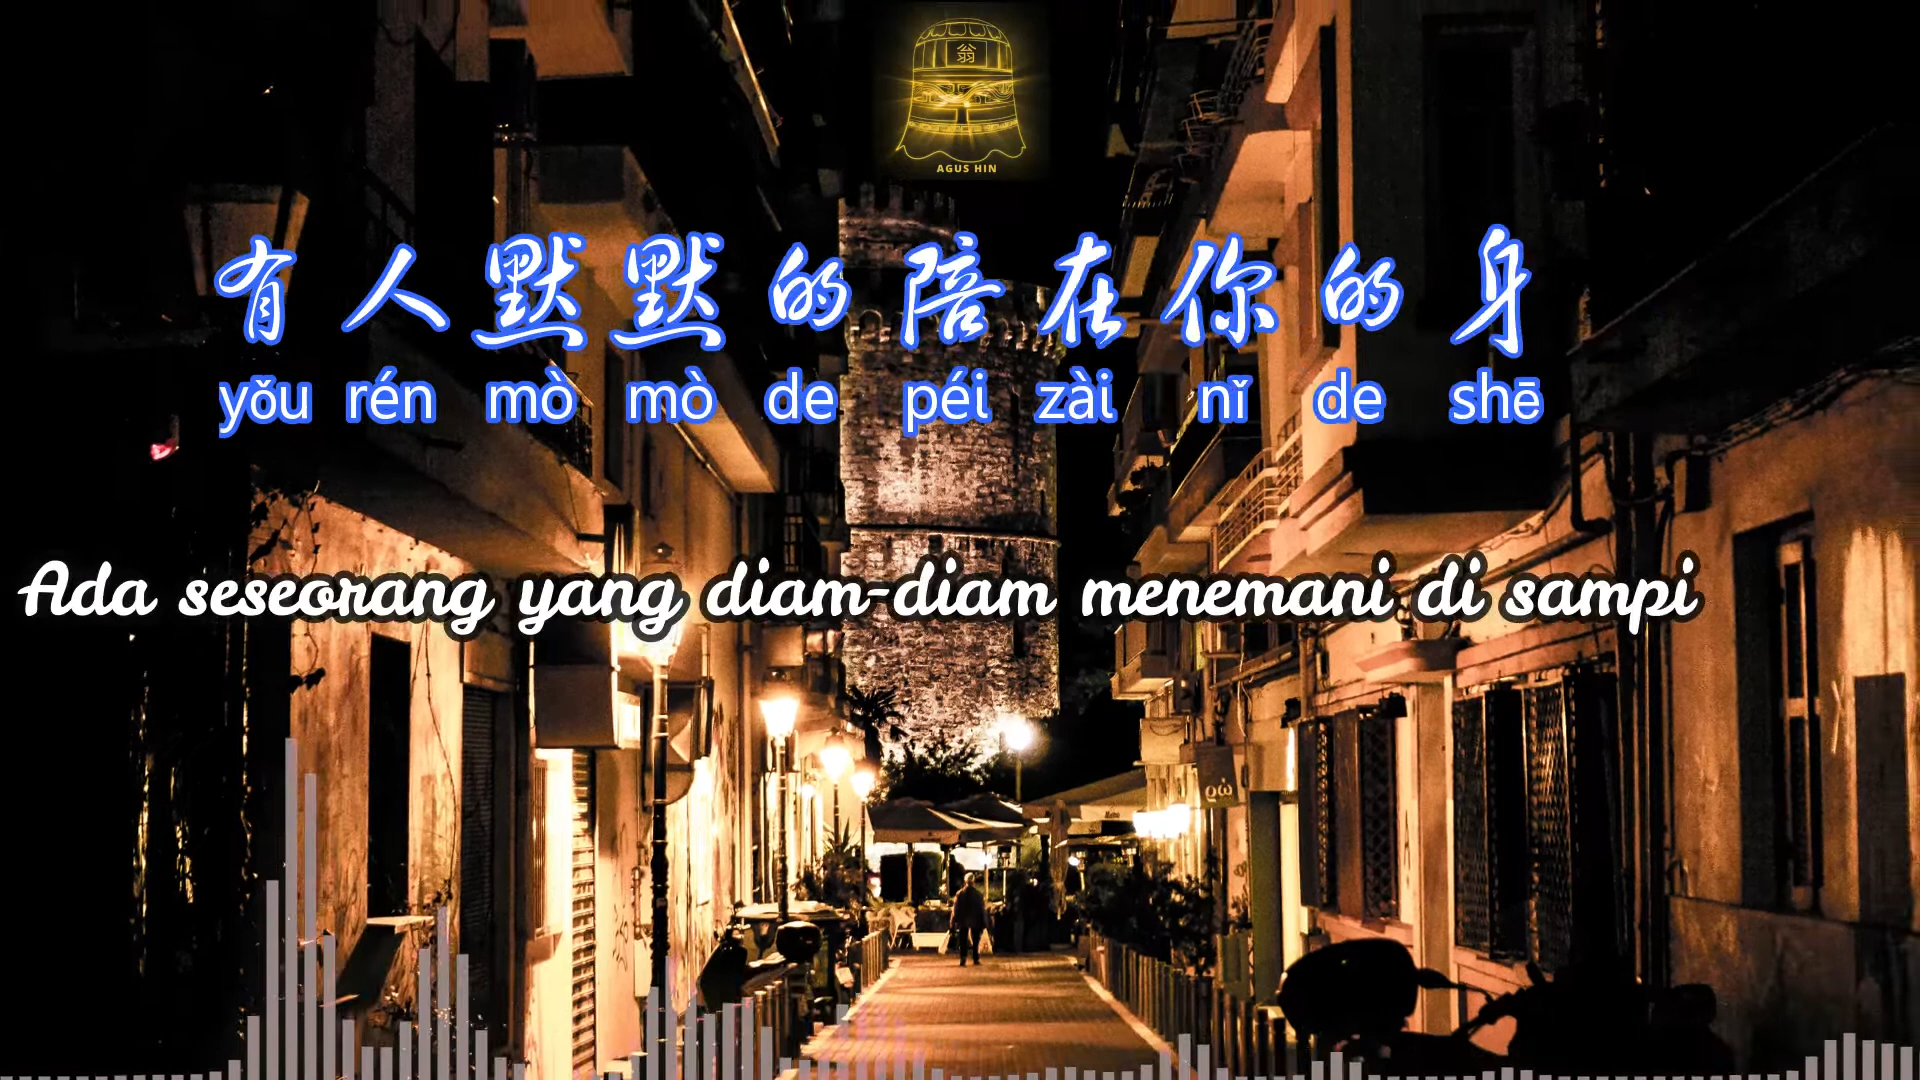 翁
AGUS HIN
有人默默的陪在你的身
yǒu rén mò mò de péi zài nǐ de shē
Ada seseorang yang diam-diam menemani di sampi